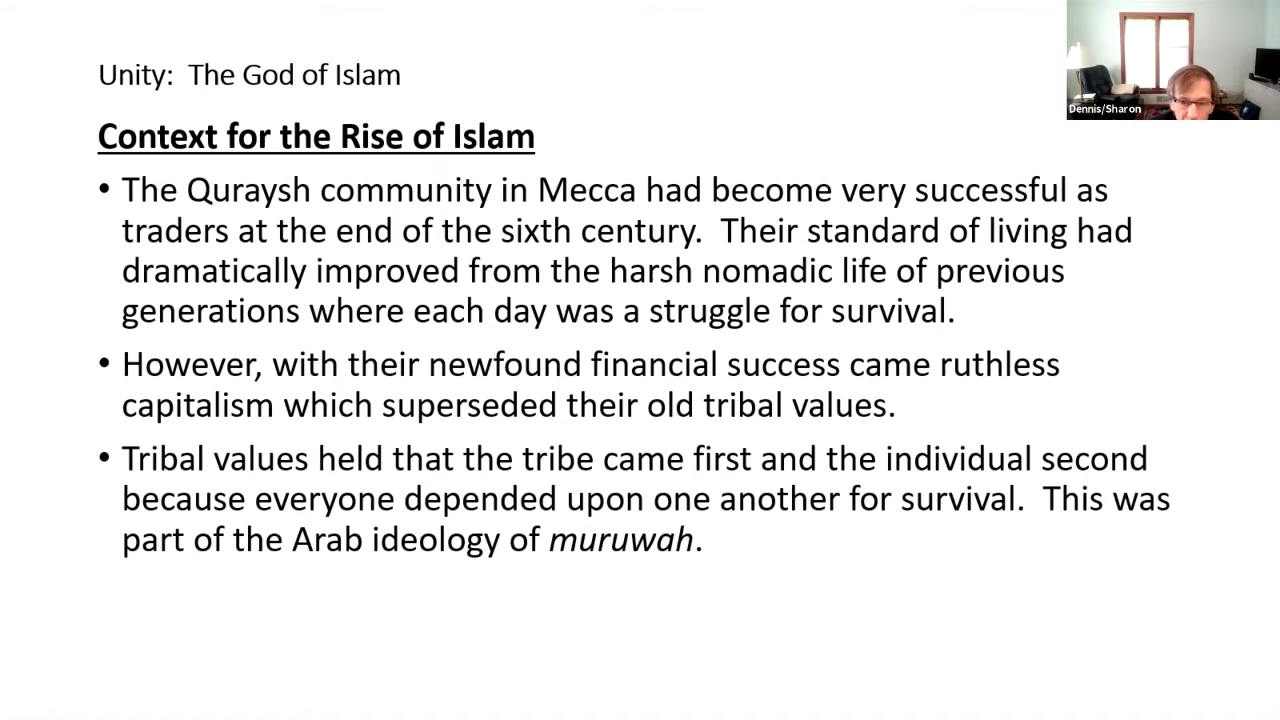 Unity:  The God of Islam
Dennis/Sharon
Context for the Rise of Islam
• The Quraysh community in Mecca had become very successful as
traders at the end of the sixth century.  Their standard of living had
dramatically improved from the harsh nomadic life of previous
generations where each day was a struggle for survival.
• However, with their newfound financial success came ruthless
capitalism which superseded their old tribal values.
• Tribal values held that the tribe came first and the individual second
because everyone depended upon one another for survival.  This was
part of the Arab ideology of muruwah.